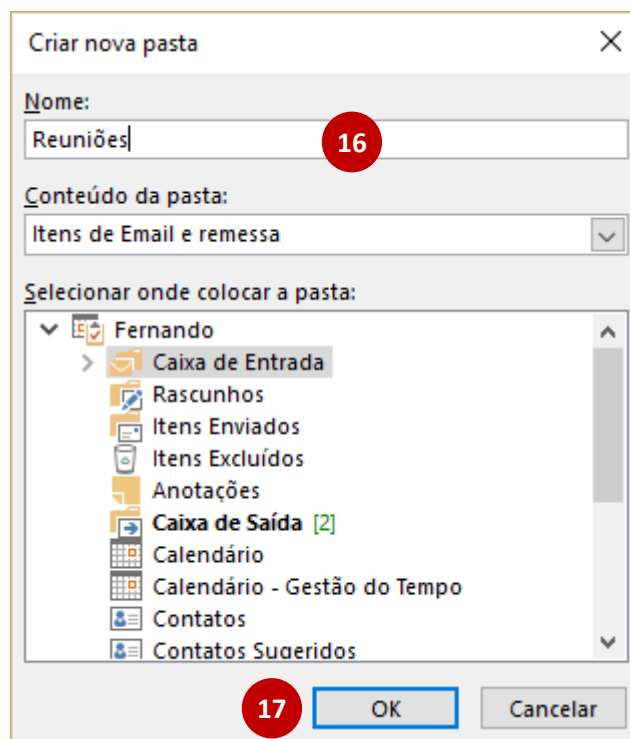 Criar nova pasta
Nome:
Reuniões
16
Conteúdo da pasta:
Itens de Email e remessa
Selecionar onde colocar a pasta:
Fernando
Caixa de Entrada
Rascunhos
Itens Enviados
Itens Excluídos
Anotações
Caixa de Saída [2]
Calendário
Calendário - Gestão do Tempo
Contatos
Contatos Sugeridos
17 OK Cancelar